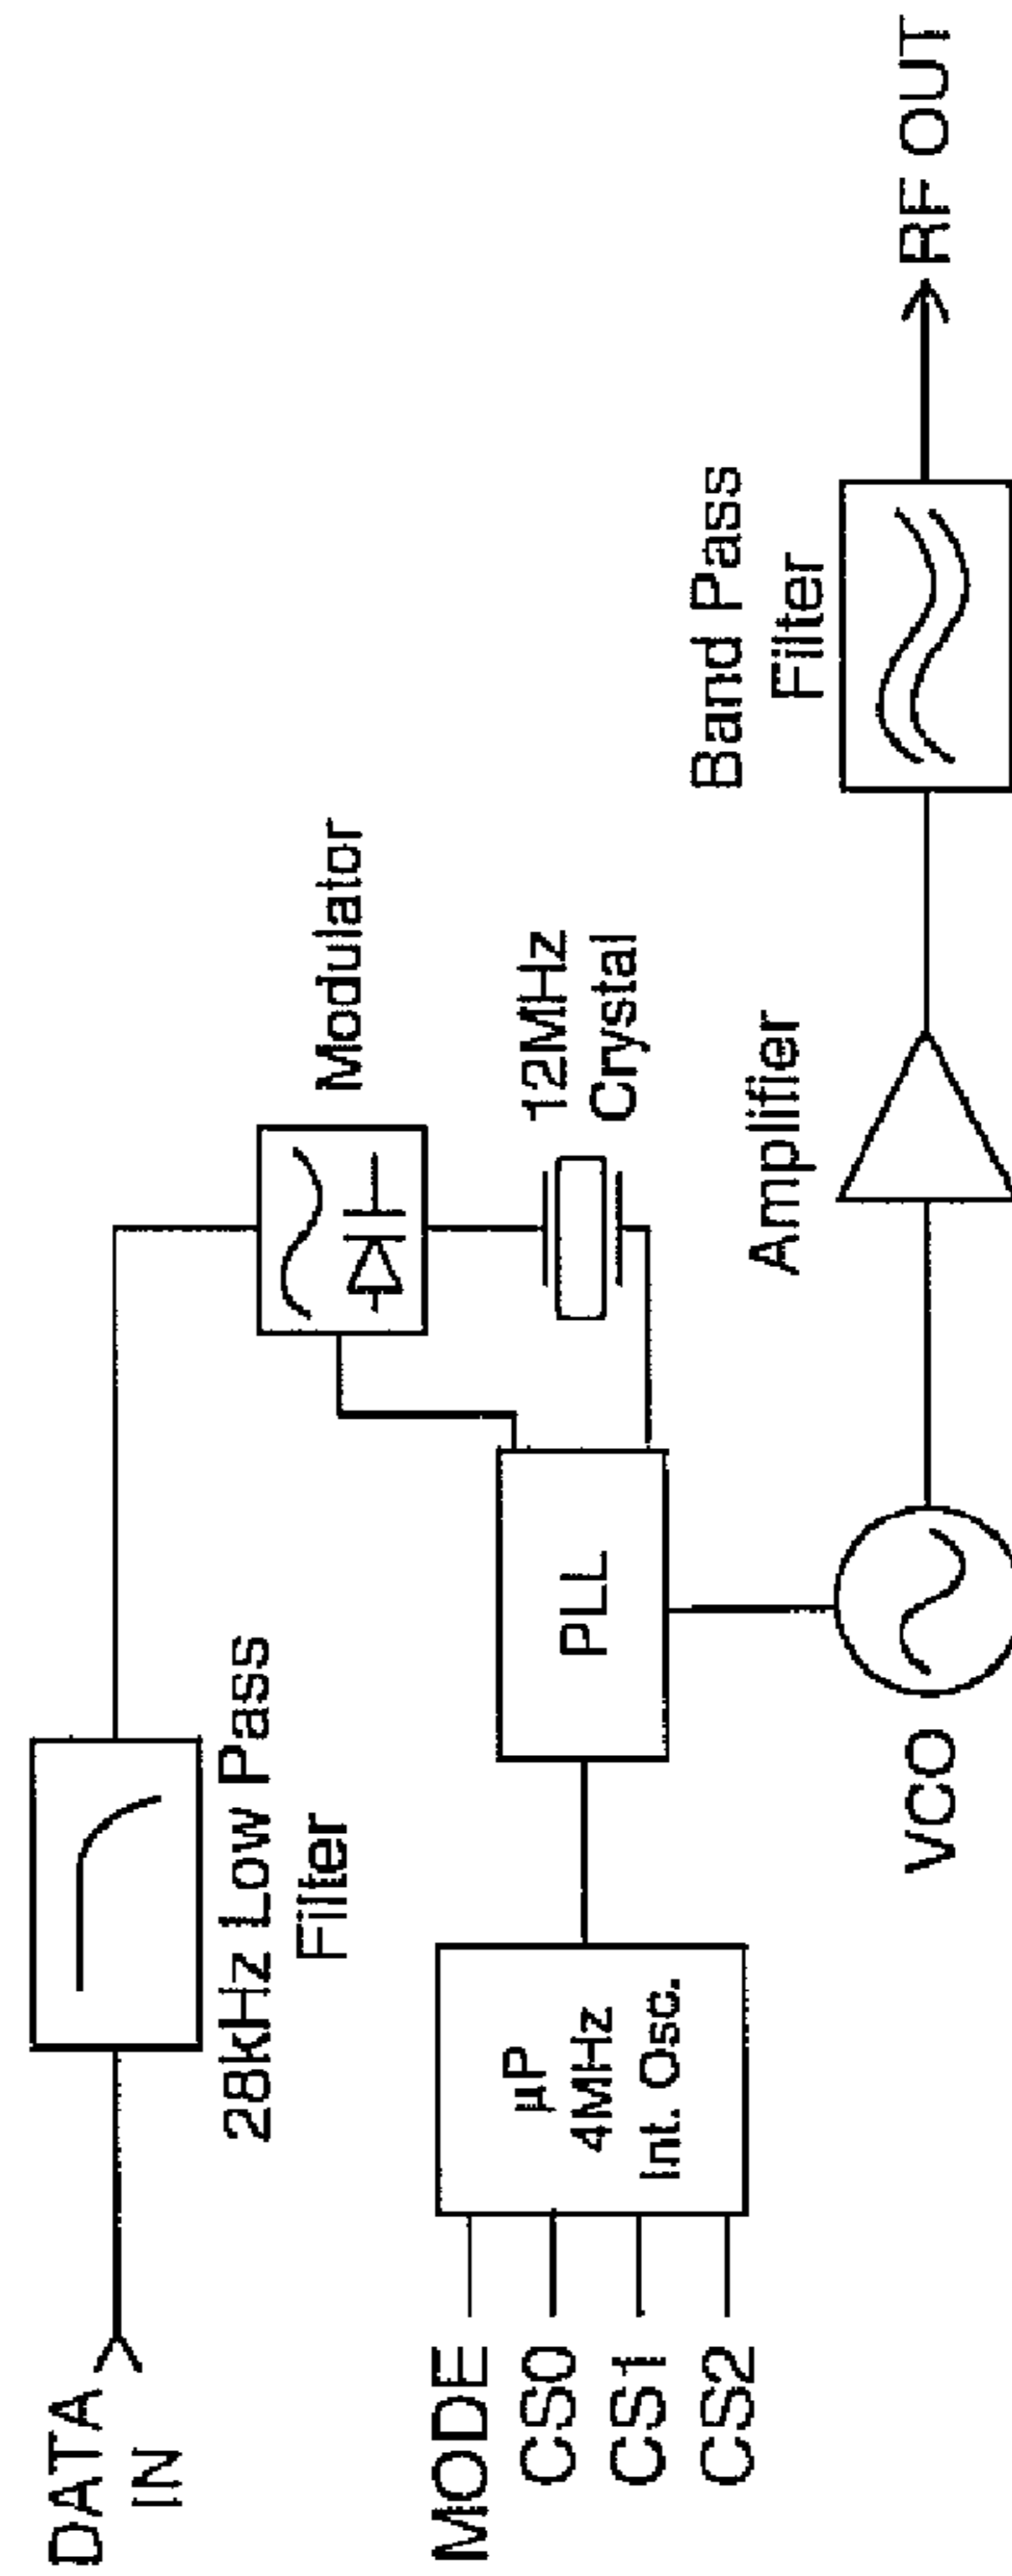 DATA
IN
28kHz Low Pass
Filter
Modulator
12MHz
Crystal
MODE
CS0
CS1
CS2
µP
4MHz
Int. Osc.
PLL
VCO
Amplifier
Band Pass
Filter
RF OUT